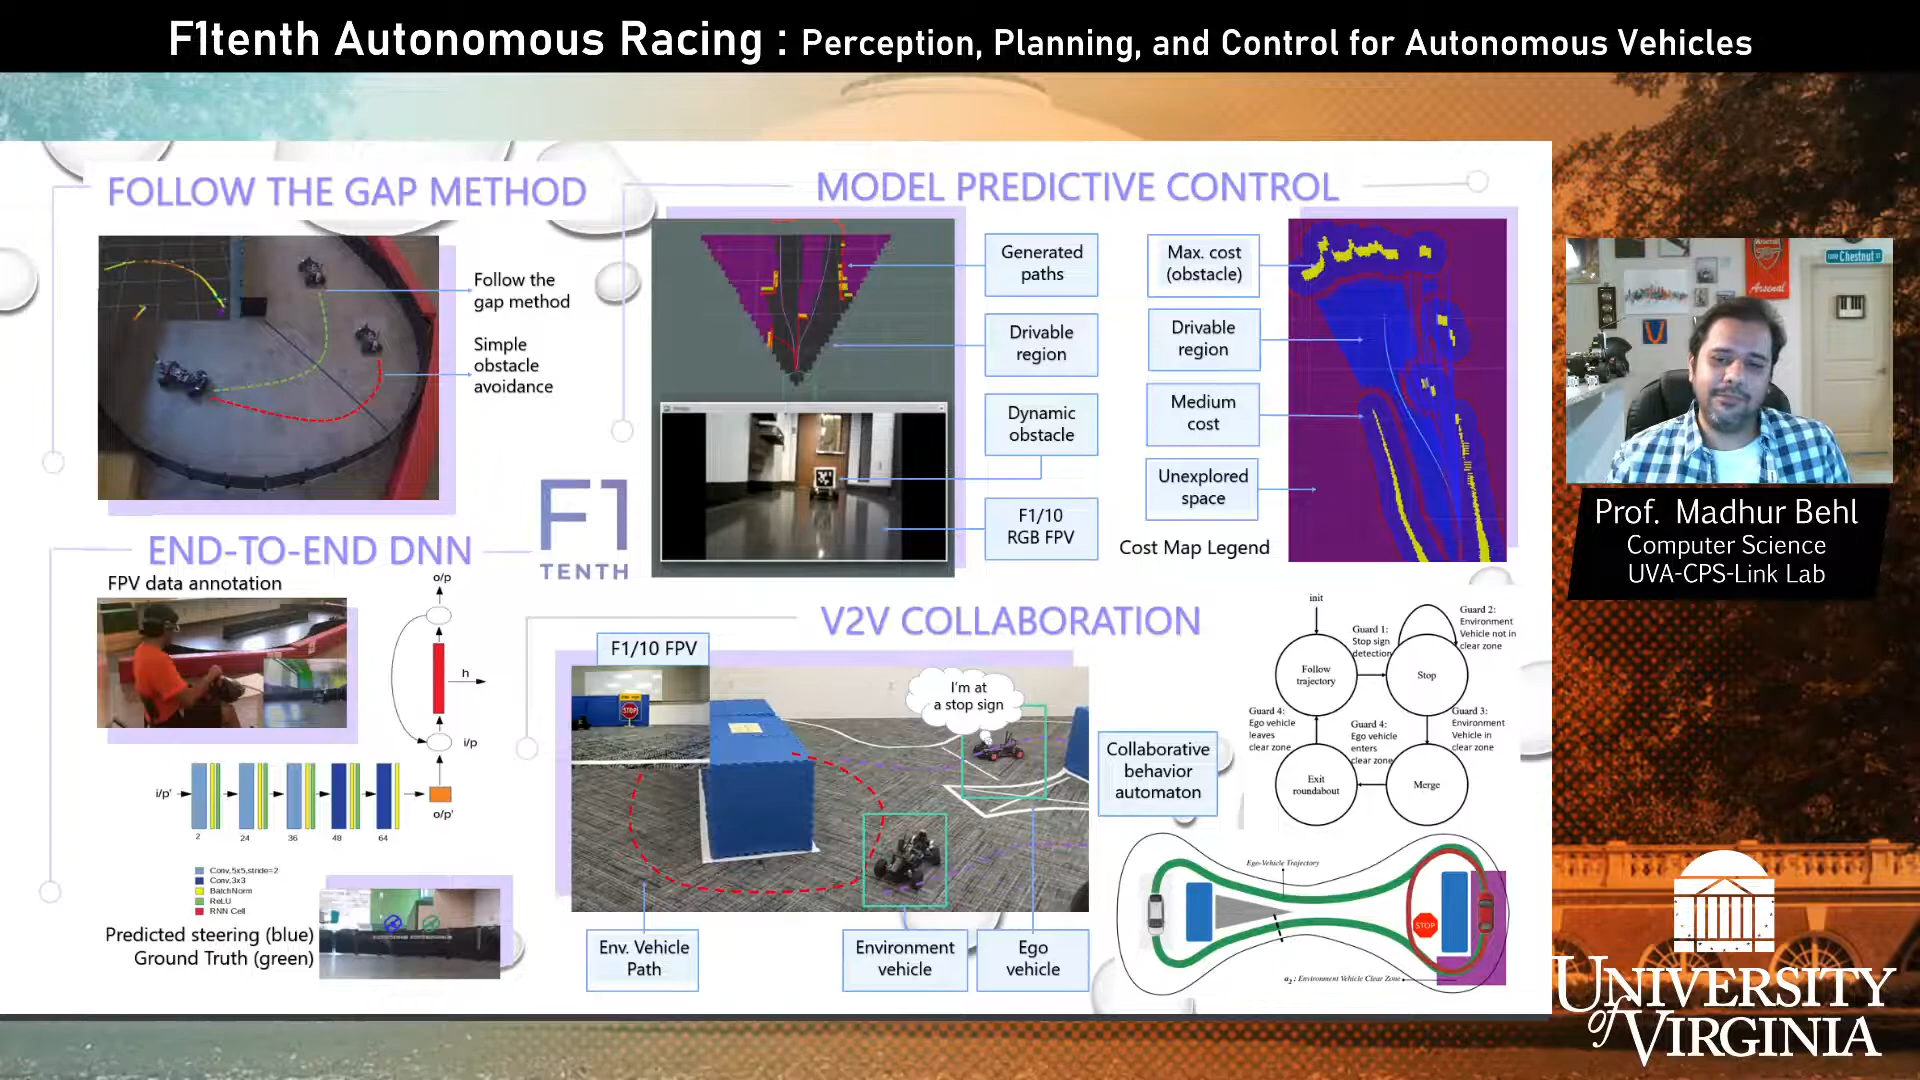 F1tenth Autonomous Racing : Perception, Planning, and Control for Autonomous Vehicles
FOLLOW THE GAP METHOD
Follow the
gap method
Simple
obstacle
avoidance
MODEL PREDICTIVE CONTROL
Generated
paths
Drivable
region
Dynamic
obstacle
F1/10
RGB FPV
Max. cost
(obstacle)
Drivable
region
Medium
cost
Unexplored
space
Cost Map Legend
F1
TENTH
END-TO-END DNN
FPV data annotation
o/p
h
i/p
i/p'
o/p'
2
24
36
48
64
Conv,5x5,stride=2
Conv,3x3
BatchNorm
ReLU
RNN Cell
Predicted steering (blue)
Ground Truth (green)
V2V COLLABORATION
F1/10 FPV
STOP
I'm at
a stop sign
Env. Vehicle
Path
Environment
vehicle
Ego
vehicle
Collaborative
behavior
automaton
init
Follow
trajectory
Guard 1:
Stop sign
detection
Stop
Guard 2:
Environment
Vehicle not in
clear zone
Guard 3:
Environment
Vehicle in
clear zone
Guard 4:
Ego vehicle
leaves
clear zone
Guard 4:
Ego vehicle
enters
clear zone
Exit
roundabout
Merge
Ego-Vehicle Trajectory
STOP
a2 : Environment Vehicle Clear Zone
Chestnut
Arsenal
Prof. Madhur Behl
Computer Science
UVA-CPS-Link Lab
UNIVERSITY
of VIRGINIA